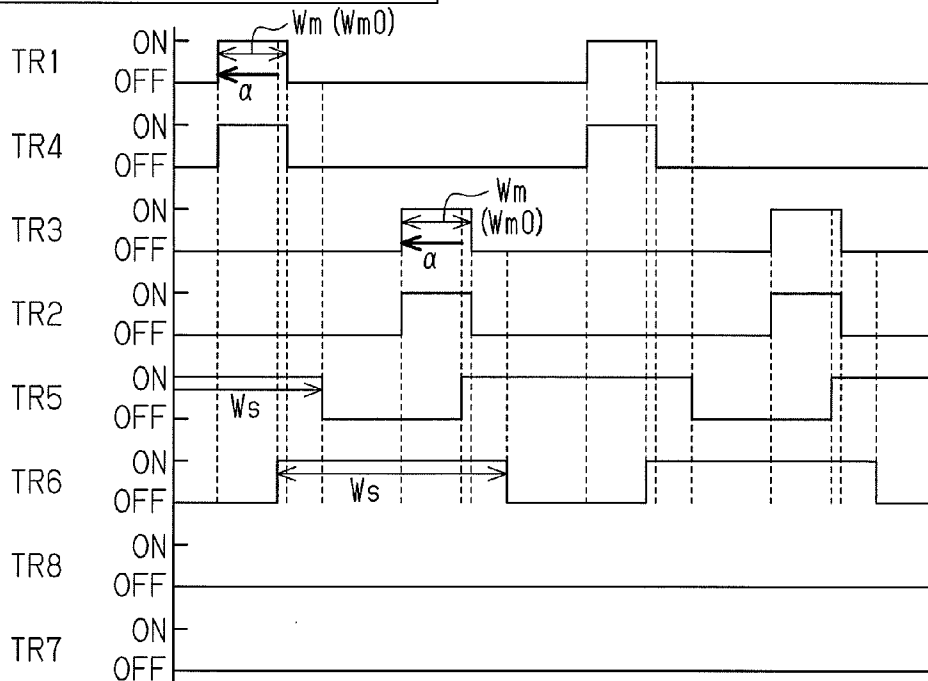 Wm (Wm0)
TR1
ON
OFF
α
TR4
ON
OFF
TR3
ON
OFF
Wm
(Wm0)
α
TR2
ON
OFF
TR5
ON
OFF
Ws
TR6
ON
OFF
Ws
TR8
ON
OFF
TR7
ON
OFF